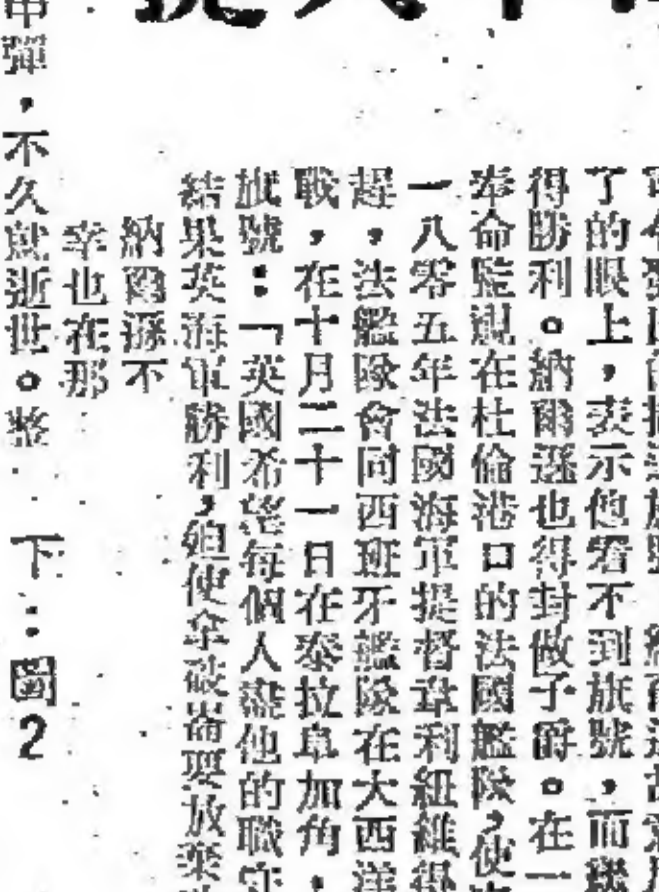 了的眼上，表示他看不到旗號，而
得勝利。納爾遜也得封做子爵。在一
奉命監視在杜倫港口的法國艦隊，使
一八零五年法國海軍提督韋利紐維得
趕，法艦隊會同西班牙艦隊在大西洋
戰，在十月二十一日在泰拉阜加角，
旗號：「英國希望每個人盡他的職守
結果英海軍勝利，迫使拿破崙要放棄
納爾遜不
幸也在那
中彈，不久就逝世。整
下：圖2